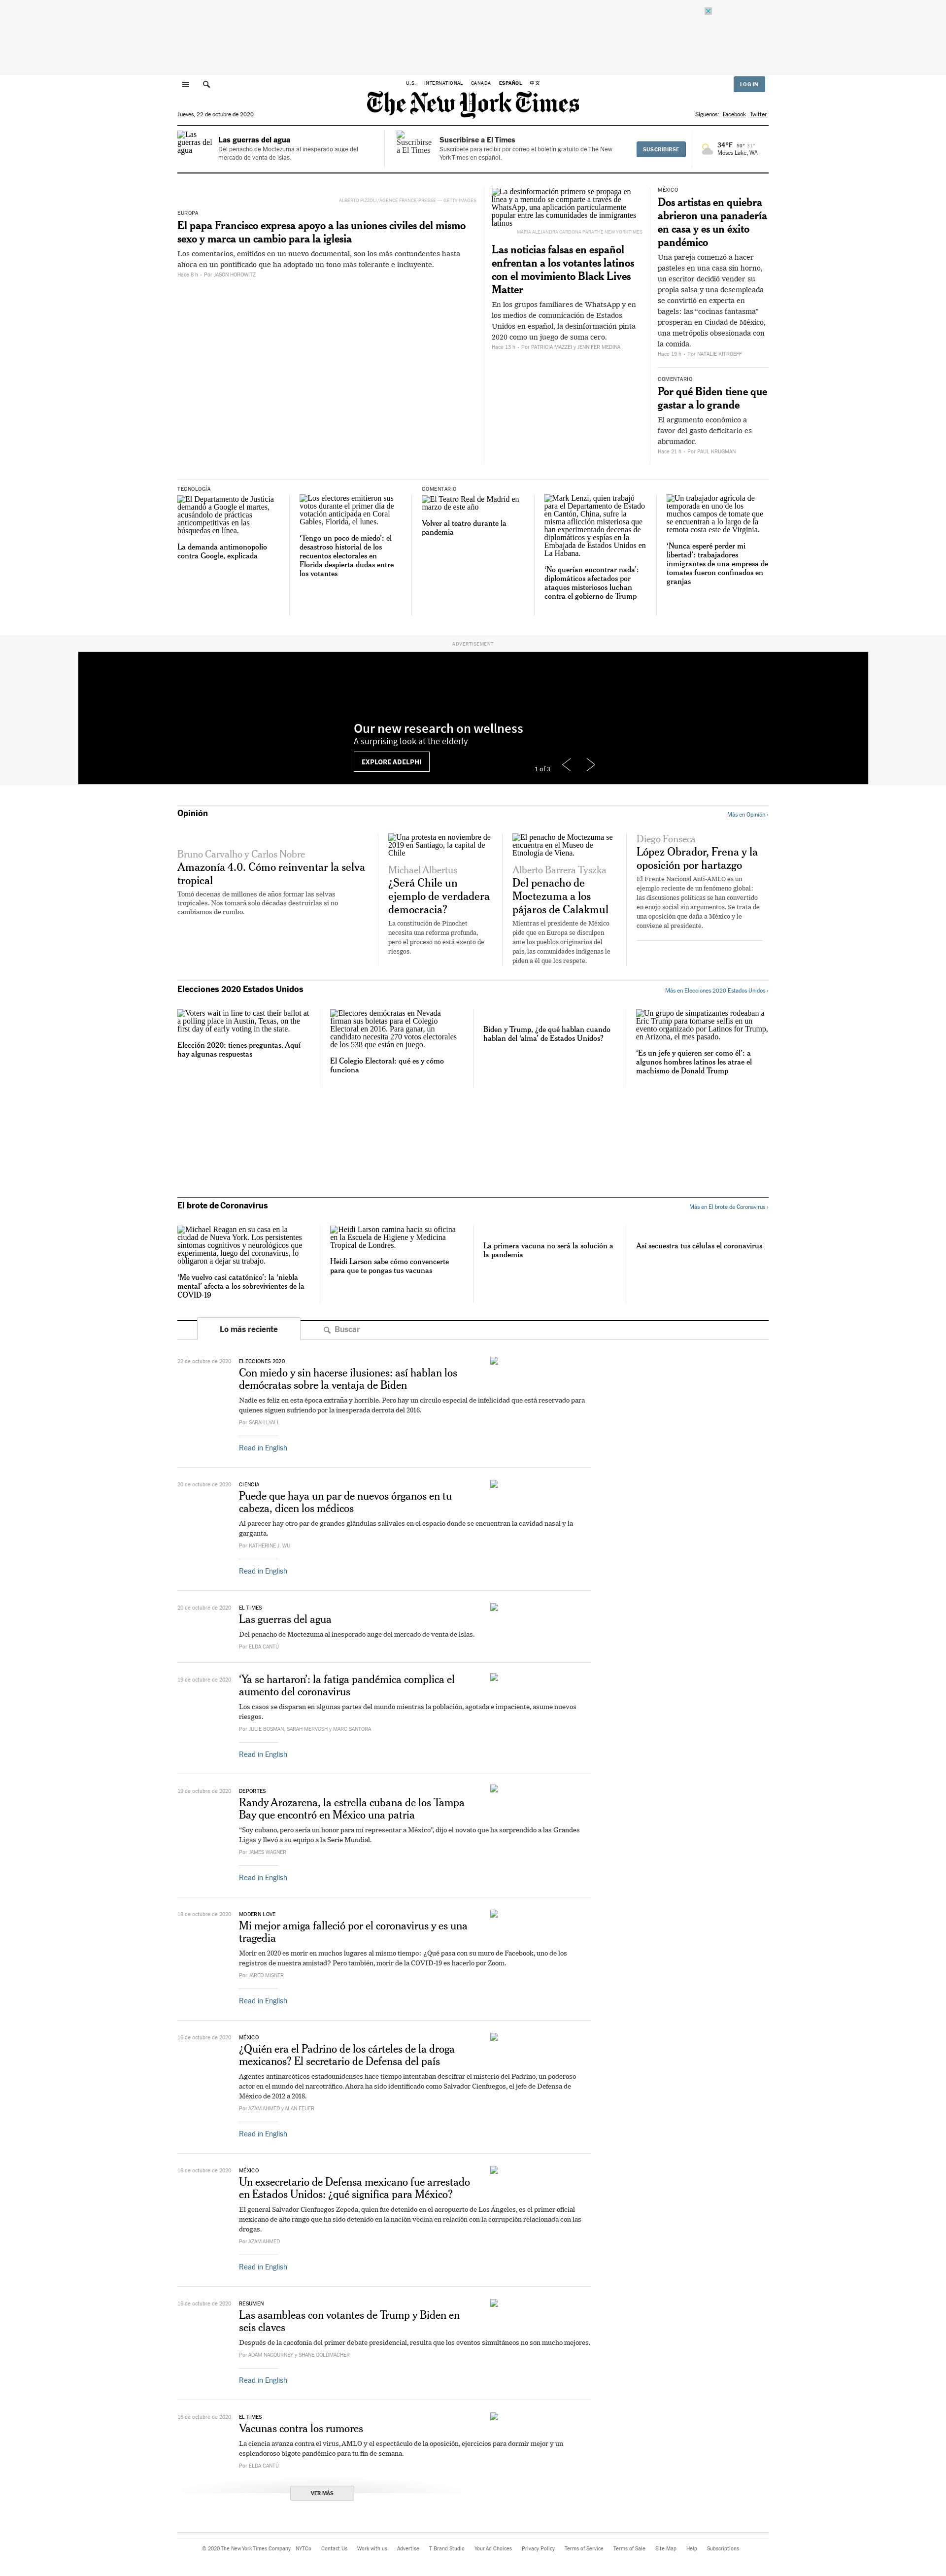 U.S.
INTERNATIONAL
CANADA
ESPAÑOL
中文
LOG IN
The New York Times
Jueves, 22 de octubre de 2020
Síguenos:
Facebook
Twitter
Las guerras del agua
Las guerras del agua
Del penacho de Moctezuma al inesperado auge del
mercado de venta de islas.
Suscribirse a El Times
Suscribirse a El Times
Suscríbete para recibir por correo el boletín gratuito de The New
York Times en español.
SUSCRIBIRSE
34°F 59° 31°
Moses Lake, WA
ALBERTO PIZZOLI/AGENCE FRANCE-PRESSE — GETTY IMAGES
EUROPA
El papa Francisco expresa apoyo a las uniones civiles del mismo
sexo y marca un cambio para la iglesia
Los comentarios, emitidos en un nuevo documental, son los más contundentes hasta
ahora en un pontificado que ha adoptado un tono más tolerante e incluyente.
Hace 9 h - Por JASON HOROWITZ
La desinformación primero se propaga en
línea y a menudo se comparte a través de
WhatsApp, una aplicación particularmente
popular entre las comunidades de inmigrantes
latinos
MARIA ALEJANDRA CARDONA PARA THE NEW YORK TIMES
Las noticias falsas en español
enfrentan a los votantes latinos
con el movimiento Black Lives
Matter
En los grupos familiares de WhatsApp y en
los medios de comunicación de Estados
Unidos en español, la desinformación pinta
2020 como un juego de suma cero.
Hace 13 h - Por PATRICIA MAZZEI y JENNIFER MEDINA
MÉXICO
Dos artistas en quiebra
abrieron una panadería
en casa y es un éxito
pandémico
Una pareja comenzó a hacer
pasteles en una casa sin horno,
un escritor decidió vender su
propia salsa y una desempleada
se convirtió en experta en
bagels: las “cocinas fantasma”
prosperan en Ciudad de México,
una metrópolis obsesionada con
la comida.
Hace 19 h - Por NATALIE KITROEFF
COMENTARIO
Por qué Biden tiene que
gastar a lo grande
El argumento económico a
favor del gasto deficitario es
abrumador.
Hace 21 h - Por PAUL KRUGMAN
TECNOLOGÍA
El Departamento de Justicia
demandó a Google el martes,
acusándolo de prácticas
anticompetitivas en las
búsquedas en línea.
La demanda antimonopolio
contra Google, explicada
Los electores emitieron sus
votos durante el primer día de
votación anticipada en Coral
Gables, Florida, el lunes.
‘Tengo un poco de miedo’: el
desastroso historial de los
recuentos electorales en
Florida despierta dudas entre
los votantes
COMENTARIO
El Teatro Real de Madrid en
marzo de este año
Volver al teatro durante la
pandemia
Mark Lenzi, quien trabajó
para el Departamento de Estado
en Cantón, China, sufre la
misma aflicción misteriosa que
han experimentado decenas de
diplomáticos y espías en la
Embajada de Estados Unidos en
La Habana.
‘No querían encontrar nada’:
diplomáticos afectados por
ataques misteriosos luchan
contra el gobierno de Trump
Un trabajador agrícola de
temporada en uno de los
muchos campos de tomate que
se encuentran a lo largo de la
remota costa este de Virginia.
‘Nunca esperé perder mi
libertad’: trabajadores
inmigrantes de una empresa de
tomates fueron confinados en
granjas
ADVERTISEMENT
Our new research on wellness
A surprising look at the elderly
EXPLORE ADELPHI
1 of 3
Opinión
Más en Opinión ›
Bruno Carvalho y Carlos Nobre
Amazonía 4.0. Cómo reinventar la selva
tropical
Tomó decenas de millones de años formar las selvas
tropicales. Nos tomará solo décadas destruirlas si no
cambiamos de rumbo.
Una protesta en noviembre de
2019 en Santiago, la capital de
Chile
Michael Albertus
¿Será Chile un
ejemplo de verdadera
democracia?
La constitución de Pinochet
necesita una reforma profunda,
pero el proceso no está exento de
riesgos.
El penacho de Moctezuma se
encuentra en el Museo de
Etnología de Viena.
Alberto Barrera Tyszka
Del penacho de
Moctezuma a los
pájaros de Calakmul
Mientras el presidente de México
pide que en Europa se disculpen
ante los pueblos originarios del
país, las comunidades indígenas le
piden a él que los respete.
Diego Fonseca
López Obrador, Frena y la
oposición por hartazgo
El Frente Nacional Anti-AMLO es un
ejemplo reciente de un fenómeno global:
las discusiones políticas se han convertido
en enojo social sin argumentos. Se trata de
una oposición que daña a México y le
conviene al presidente.
Elecciones 2020 Estados Unidos
Más en Elecciones 2020 Estados Unidos ›
Voters wait in line to cast their ballot at
a polling place in Austin, Texas, on the
first day of early voting in the state.
Elección 2020: tienes preguntas. Aquí
hay algunas respuestas
Electores demócratas en Nevada
firman sus boletas para el Colegio
Electoral en 2016. Para ganar, un
candidato necesita 270 votos electorales
de los 538 que están en juego.
El Colegio Electoral: qué es y cómo
funciona
Biden y Trump, ¿de qué hablan cuando
hablan del ‘alma’ de Estados Unidos?
Un grupo de simpatizantes rodeaban a
Eric Trump para tomarse selfis en un
evento organizado por Latinos for Trump,
en Arizona, el mes pasado.
‘Es un jefe y quieren ser como él’: a
algunos hombres latinos les atrae el
machismo de Donald Trump
El brote de Coronavirus
Más en El brote de Coronavirus ›
Michael Reagan en su casa en la
ciudad de Nueva York. Los persistentes
síntomas cognitivos y neurológicos que
experimenta, luego del coronavirus, lo
obligaron a dejar su trabajo.
‘Me vuelvo casi catatónico’: la ‘niebla
mental’ afecta a los sobrevivientes de la
COVID-19
Heidi Larson camina hacia su oficina
en la Escuela de Higiene y Medicina
Tropical de Londres.
Heidi Larson sabe cómo convencerte
para que te pongas tus vacunas
La primera vacuna no será la solución a
la pandemia
Así secuestra tus células el coronavirus
Lo más reciente
Buscar
22 de octubre de 2020
ELECCIONES 2020
Con miedo y sin hacerse ilusiones: así hablan los
demócratas sobre la ventaja de Biden
Nadie es feliz en esta época extraña y horrible. Pero hay un círculo especial de infelicidad que está reservado para
quienes siguen sufriendo por la inesperada derrota del 2016.
Por SARAH LYALL
Read in English
20 de octubre de 2020
CIENCIA
Puede que haya un par de nuevos órganos en tu
cabeza, dicen los médicos
Al parecer hay otro par de grandes glándulas salivales en el espacio donde se encuentran la cavidad nasal y la
garganta.
Por KATHERINE J. WU
Read in English
20 de octubre de 2020
EL TIMES
Las guerras del agua
Del penacho de Moctezuma al inesperado auge del mercado de venta de islas.
Por ELDA CANTÚ
19 de octubre de 2020
‘Ya se hartaron’: la fatiga pandémica complica el
aumento del coronavirus
Los casos se disparan en algunas partes del mundo mientras la población, agotada e impaciente, asume nuevos
riesgos.
Por JULIE BOSMAN, SARAH MERVOSH y MARC SANTORA
Read in English
19 de octubre de 2020
DEPORTES
Randy Arozarena, la estrella cubana de los Tampa
Bay que encontró en México una patria
“Soy cubano, pero sería un honor para mí representar a México”, dijo el novato que ha sorprendido a las Grandes
Ligas y llevó a su equipo a la Serie Mundial.
Por JAMES WAGNER
Read in English
18 de octubre de 2020
MODERN LOVE
Mi mejor amiga falleció por el coronavirus y es una
tragedia
Morir en 2020 es morir en muchos lugares al mismo tiempo: ¿Qué pasa con su muro de Facebook, uno de los
registros de nuestra amistad? Pero también, morir de la COVID-19 es hacerlo por Zoom.
Por JARED MISNER
Read in English
16 de octubre de 2020
MÉXICO
¿Quién era el Padrino de los cárteles de la droga
mexicanos? El secretario de Defensa del país
Agentes antinarcóticos estadounidenses hace tiempo intentaban descifrar el misterio del Padrino, un poderoso
actor en el mundo del narcotráfico. Ahora ha sido identificado como Salvador Cienfuegos, el jefe de Defensa de
México de 2012 a 2018.
Por AZAM AHMED y ALAN FEUER
Read in English
16 de octubre de 2020
MÉXICO
Un exsecretario de Defensa mexicano fue arrestado
en Estados Unidos: ¿qué significa para México?
El general Salvador Cienfuegos Zepeda, quien fue detenido en el aeropuerto de Los Ángeles, es el primer oficial
mexicano de alto rango que ha sido detenido en la nación vecina en relación con la corrupción relacionada con las
drogas.
Por AZAM AHMED
Read in English
16 de octubre de 2020
RESUMEN
Las asambleas con votantes de Trump y Biden en
seis claves
Después de la cacofonía del primer debate presidencial, resulta que los eventos simultáneos no son mucho mejores.
Por ADAM NAGOURNEY y SHANE GOLDMACHER
Read in English
16 de octubre de 2020
EL TIMES
Vacunas contra los rumores
La ciencia avanza contra el virus, AMLO y el espectáculo de la oposición, ejercicios para dormir mejor y un
esplendoroso bigote pandémico para tu fin de semana.
Por ELDA CANTÚ
VER MÁS
© 2020 The New York Times Company
NYTCo
Contact Us
Work with us
Advertise
T Brand Studio
Your Ad Choices
Privacy Policy
Terms of Service
Terms of Sale
Site Map
Help
Subscriptions